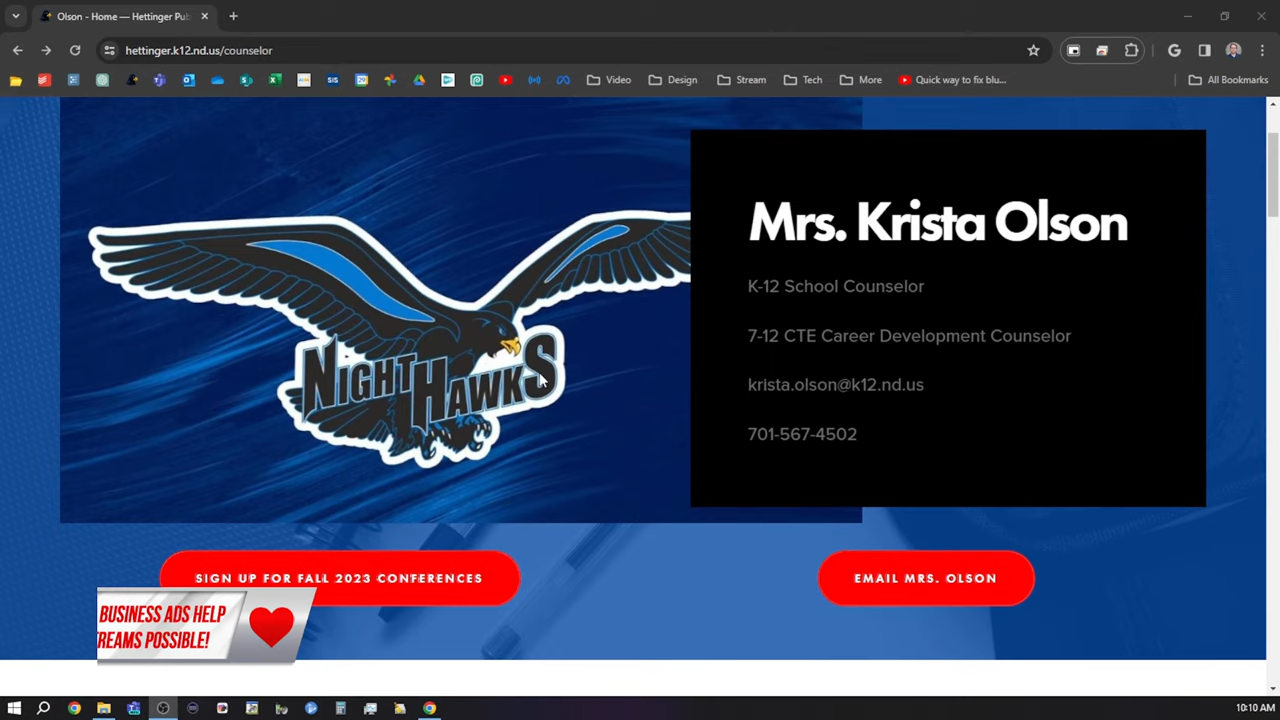 Olson - Home — Hettinger Pub
hettinger.k12.nd.us/counselor
SIS
Video
Design
Stream
Tech
More
Quick way to fix blu...
All Bookmarks
NIGHTHAWKS
Mrs. Krista Olson
K-12 School Counselor
7-12 CTE Career Development Counselor
krista.olson@k12.nd.us
701-567-4502
SIGN UP FOR FALL 2023 CONFERENCES
EMAIL MRS. OLSON
BUSINESS ADS HELP
TREAMS POSSIBLE!
10:10 AM